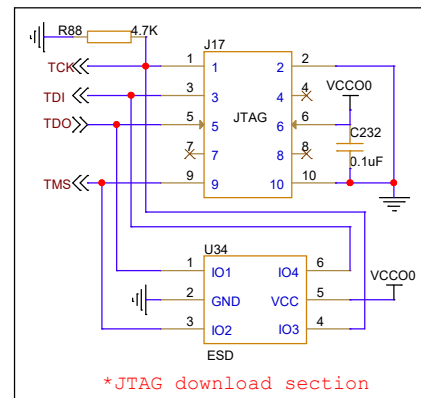 R88 4.7K
J17
TCK 1 1 2 2
VCCO0
TDI 3 3 4 4
TDO 5 5 JTAG 6 6
C232
7 7 8 8
0.1uF
TMS 9 9 10 10
U34
1 IO1 IO4 6
VCCO0
2 GND VCC 5
3 IO2 IO3 4
ESD
*JTAG download section